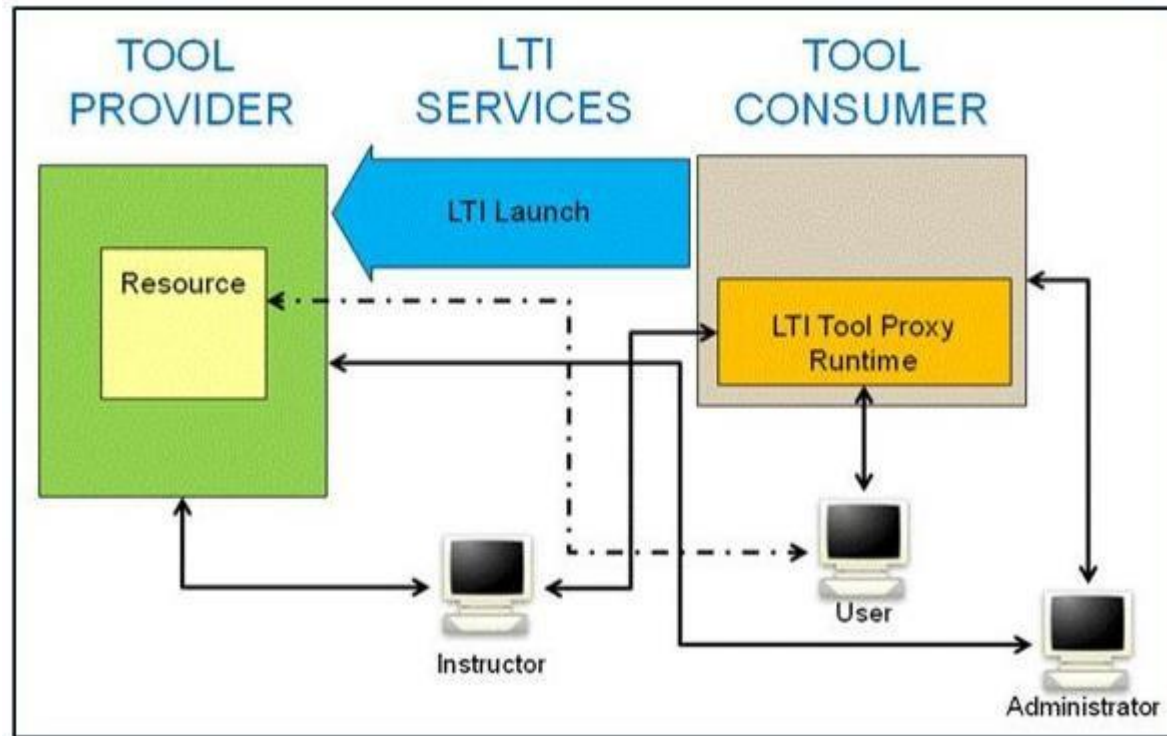 TOOL
PROVIDER
LTI
SERVICES
TOOL
CONSUMER
LTI Launch
Resource
LTI Tool Proxy
Runtime
User
Instructor
Administrator